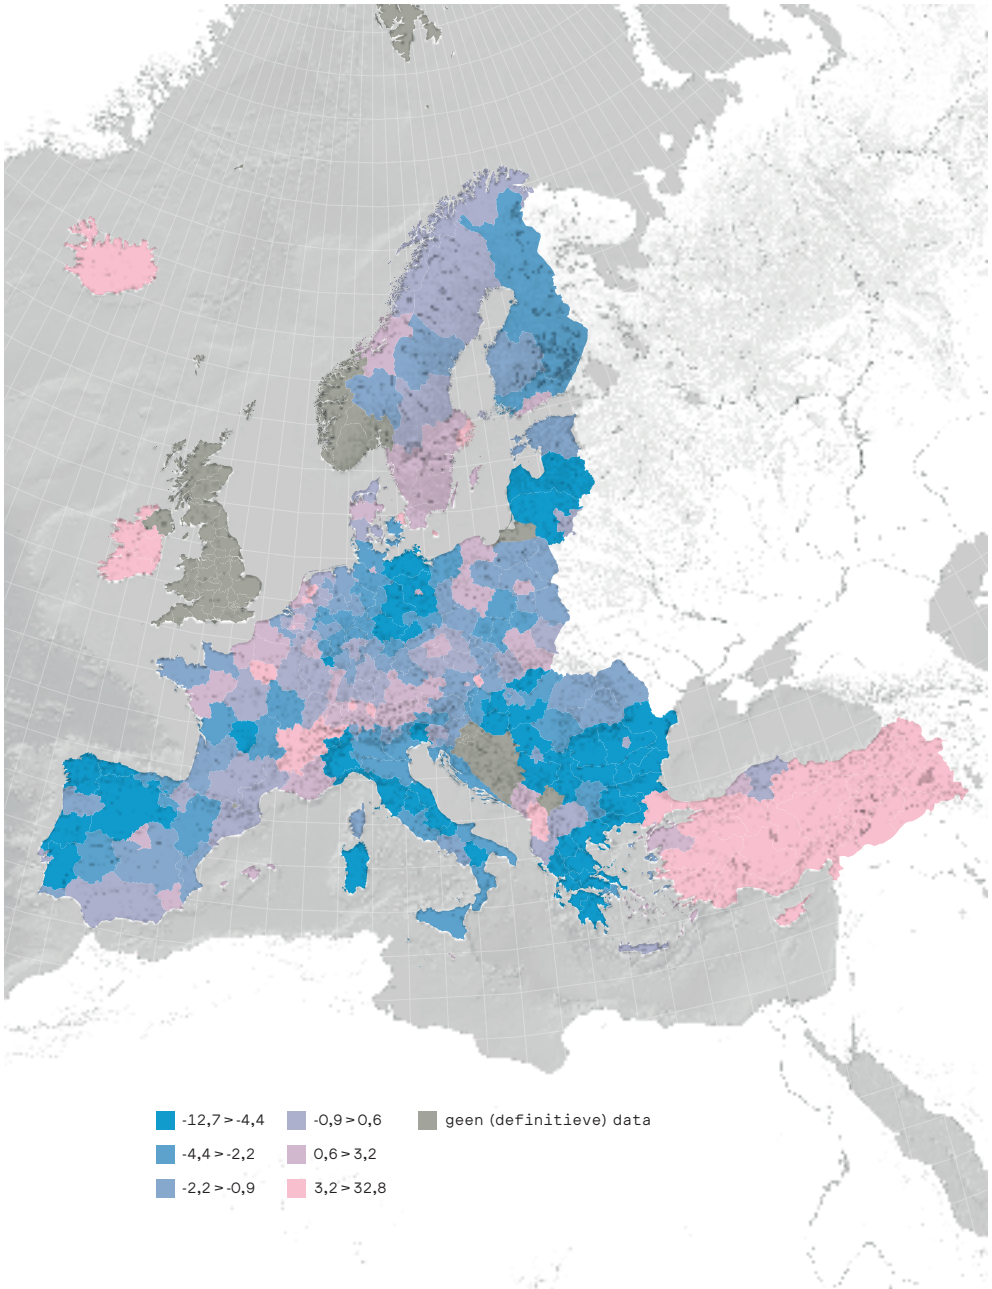 -12,7 > -4,4
-4,4 > -2,2
-2,2 > -0,9
-0,9 > 0,6
0,6 > 3,2
3,2 > 32,8
geen (definitieve) data